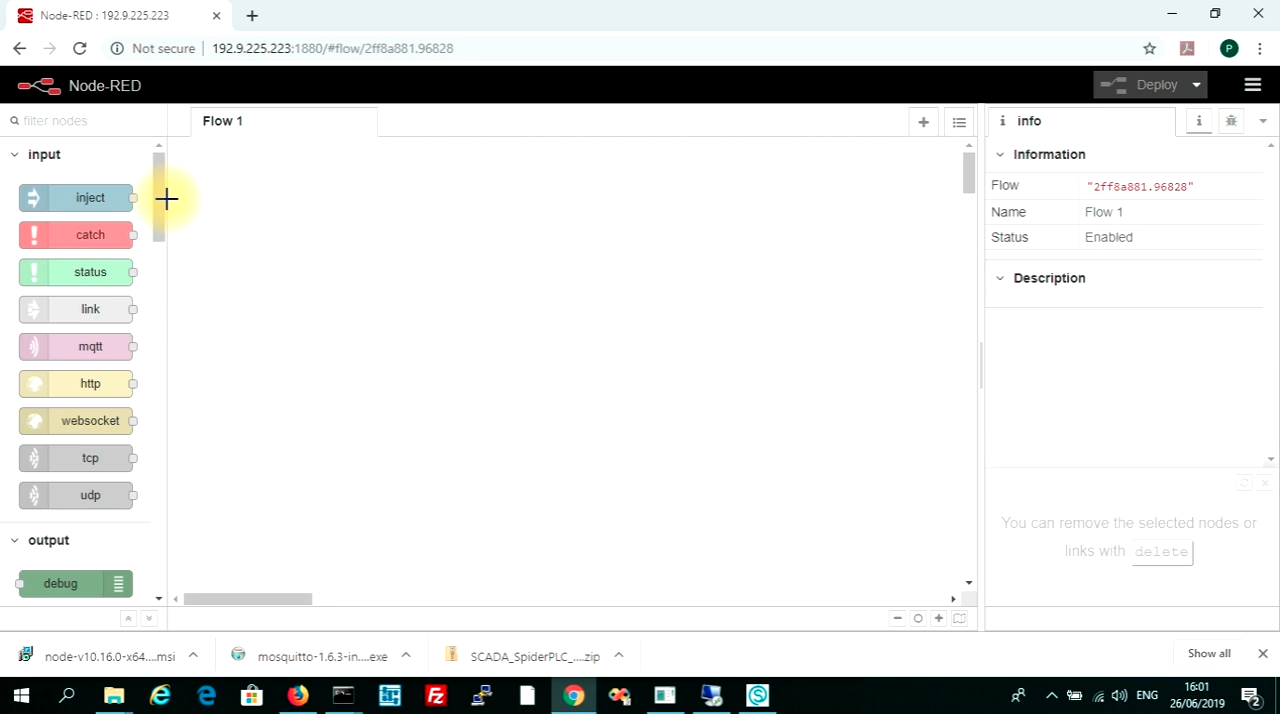 Node-RED : 192.9.225.223
Not secure
192.9.225.223:1880/#flow/2ff8a881.96828
P
Node-RED
Deploy
filter nodes
Flow 1
info
input
inject
catch
status
link
mqtt
http
websocket
tcp
udp
output
debug
Information
Flow "2ff8a881.96828"
Name Flow 1
Status Enabled
Description
You can remove the selected nodes or
links with delete
node-v10.16.0-x64....msi
mosquitto-1.6.3-in....exe
SCADA_SpiderPLC_....zip
Show all
ENG
16:01
26/06/2019
2